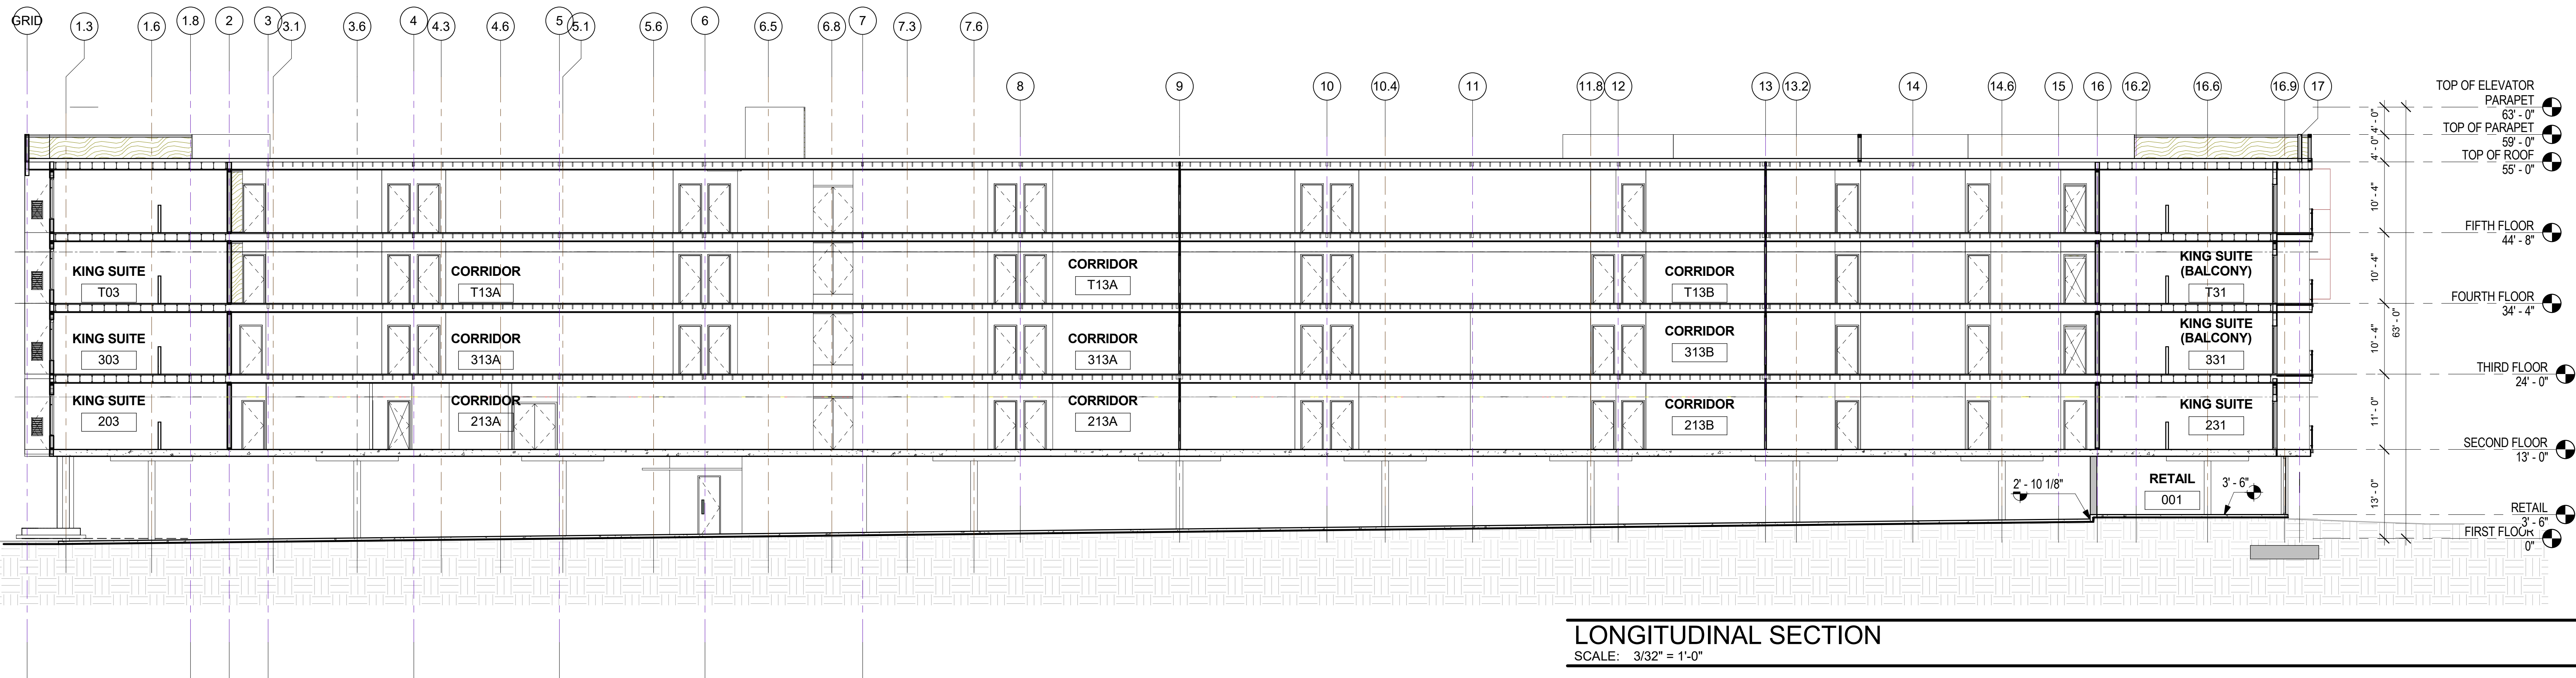 GRID
1.3
1.6
1.8
2
3
3.1
3.6
4
4.3
4.6
5
5.1
5.6
6
6.5
6.8
7
7.3
7.6
8
9
10
10.4
11
11.8
12
13
13.2
14
14.6
15
16
16.2
16.6
16.9
17
TOP OF ELEVATOR
PARAPET
63' - 0"
4' - 0"
TOP OF PARAPET
59' - 0"
4' - 0"
TOP OF ROOF
55' - 0"
10' - 4"
FIFTH FLOOR
44' - 8"
KING SUITE
T03
CORRIDOR
T13A
CORRIDOR
T13A
CORRIDOR
T13B
KING SUITE
(BALCONY)
T31
10' - 4"
FOURTH FLOOR
34' - 4"
63' - 0"
KING SUITE
303
CORRIDOR
313A
CORRIDOR
313A
CORRIDOR
313B
KING SUITE
(BALCONY)
331
10' - 4"
THIRD FLOOR
24' - 0"
KING SUITE
203
CORRIDOR
213A
CORRIDOR
213A
CORRIDOR
213B
KING SUITE
231
11' - 0"
SECOND FLOOR
13' - 0"
2' - 10 1/8"
RETAIL
001
3' - 6"
13' - 0"
RETAIL
3' - 6"
FIRST FLOOR
0"
LONGITUDINAL SECTION
SCALE: 3/32" = 1'-0"